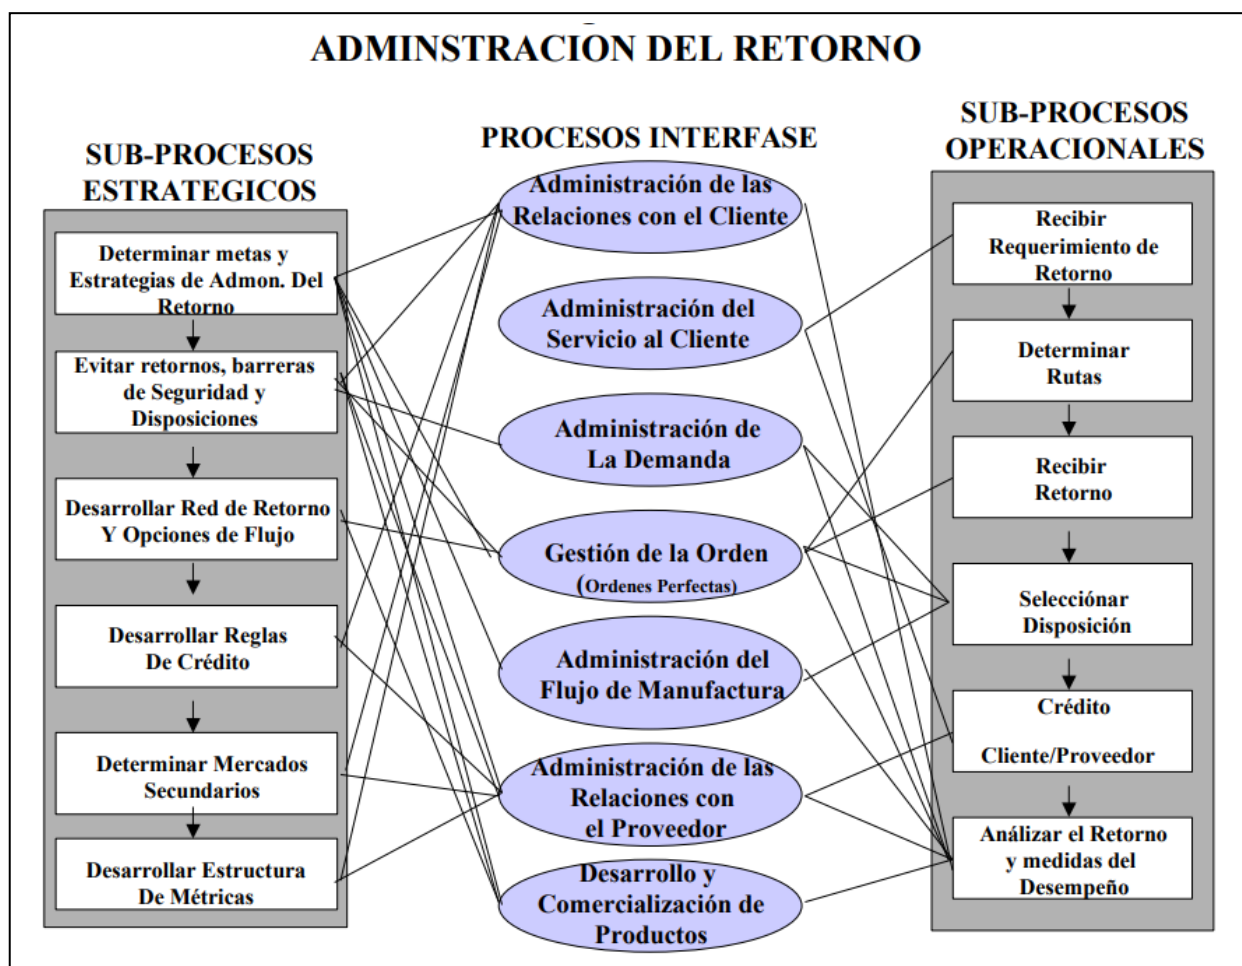 ADMINSTRACION DEL RETORNO
SUB-PROCESOS
ESTRATEGICOS
Determinar metas y
Estrategias de Admon. Del
Retorno
Evitar retornos, barreras
de Seguridad y
Disposiciones
Desarrollar Red de Retorno
Y Opciones de Flujo
Desarrollar Reglas
De Crédito
Determinar Mercados
Secundarios
Desarrollar Estructura
De Métricas
PROCESOS INTERFASE
Administración de las
Relaciones con el Cliente
Administración del
Servicio al Cliente
Administración de
La Demanda
Gestión de la Orden
(Ordenes Perfectas)
Administración del
Flujo de Manufactura
Administración de las
Relaciones con
el Proveedor
Desarrollo y
Comercialización de
Productos
SUB-PROCESOS
OPERACIONALES
Recibir
Requerimiento de
Retorno
Determinar
Rutas
Recibir
Retorno
Selecciónar
Disposición
Crédito
Cliente/Proveedor
Análizar el Retorno
y medidas del
Desempeño